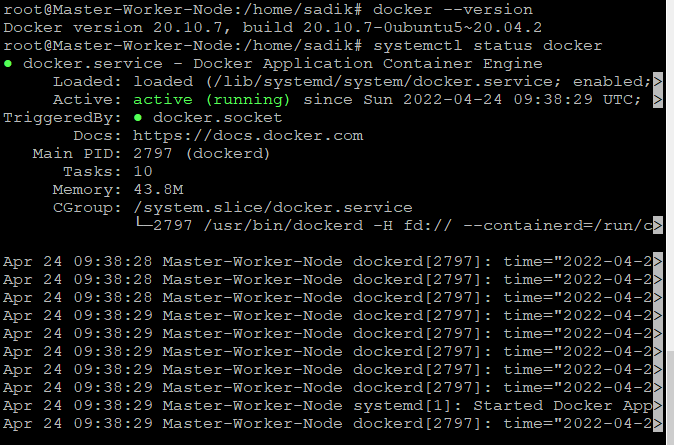 root@Master-Worker-Node:/home/sadik# docker --version
Docker version 20.10.7, build 20.10.7-0ubuntu5~20.04.2
root@Master-Worker-Node:/home/sadik# systemctl status docker
● docker.service - Docker Application Container Engine
Loaded: loaded (/lib/systemd/system/docker.service; enabled;>
Active: active (running) since Sun 2022-04-24 09:38:29 UTC; >
TriggeredBy: ● docker.socket
Docs: https://docs.docker.com
Main PID: 2797 (dockerd)
Tasks: 10
Memory: 43.8M
CGroup: /system.slice/docker.service
└─2797 /usr/bin/dockerd -H fd:// --containerd=/run/c>
Apr 24 09:38:28 Master-Worker-Node dockerd[2797]: time="2022-04-2>
Apr 24 09:38:28 Master-Worker-Node dockerd[2797]: time="2022-04-2>
Apr 24 09:38:28 Master-Worker-Node dockerd[2797]: time="2022-04-2>
Apr 24 09:38:29 Master-Worker-Node dockerd[2797]: time="2022-04-2>
Apr 24 09:38:29 Master-Worker-Node dockerd[2797]: time="2022-04-2>
Apr 24 09:38:29 Master-Worker-Node dockerd[2797]: time="2022-04-2>
Apr 24 09:38:29 Master-Worker-Node dockerd[2797]: time="2022-04-2>
Apr 24 09:38:29 Master-Worker-Node dockerd[2797]: time="2022-04-2>
Apr 24 09:38:29 Master-Worker-Node systemd[1]: Started Docker App>
Apr 24 09:38:29 Master-Worker-Node dockerd[2797]: time="2022-04-2>